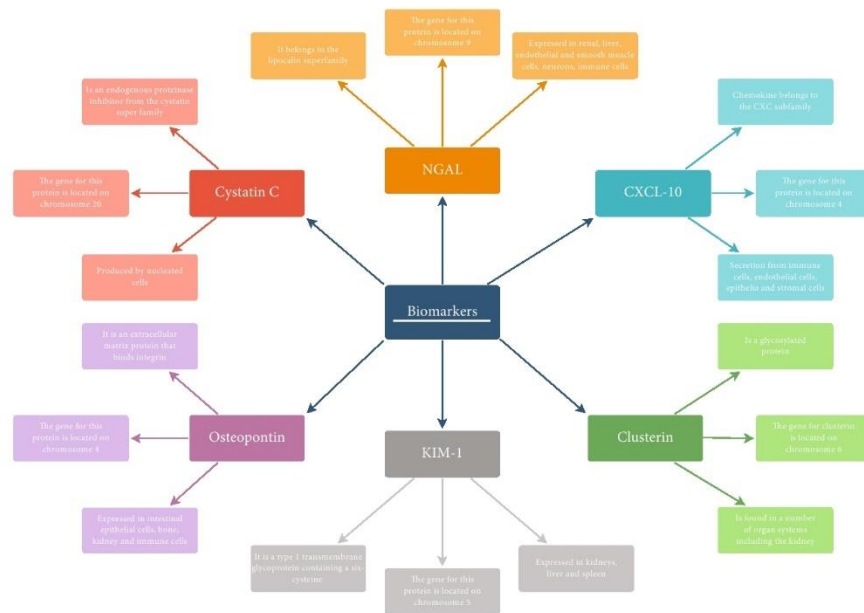 The gene for this
protein is located on
chromosome 9
It belongs to the
lipocalin superfamily
Expressed in renal, liver,
endothelial and smooth muscle
cells, neurons, immune cells
NGAL
Is an endogenous proteinase
inhibitor from the cystatin
super family
The gene for this
protein is located on
chromosome 20
Produced by nucleated
cells
Cystatin C
Chemokine belongs to
the CXC subfamily
The gene for this
protein is located on
chromosome 4
Secretion from immune
cells, endothelial cells,
epithelia and stromal cells
CXCL-10
Biomarkers
It is an extracellular
matrix protein that
binds integrin
The gene for this
protein is located on
chromosome 4
Expressed in intestinal
epithelial cells, bone,
kidney and immune cells
Osteopontin
KIM-1
It is a type 1 transmembrane
glycoprotein containing a six-
cysteine
The gene for this
protein is located on
chromosome 5
Expressed in kidneys,
liver and spleen
Clusterin
Is a glycosylated
protein
The gene for clusterin
is located on
chromosome 6
Is found in a number
of organ systems
including the kidney